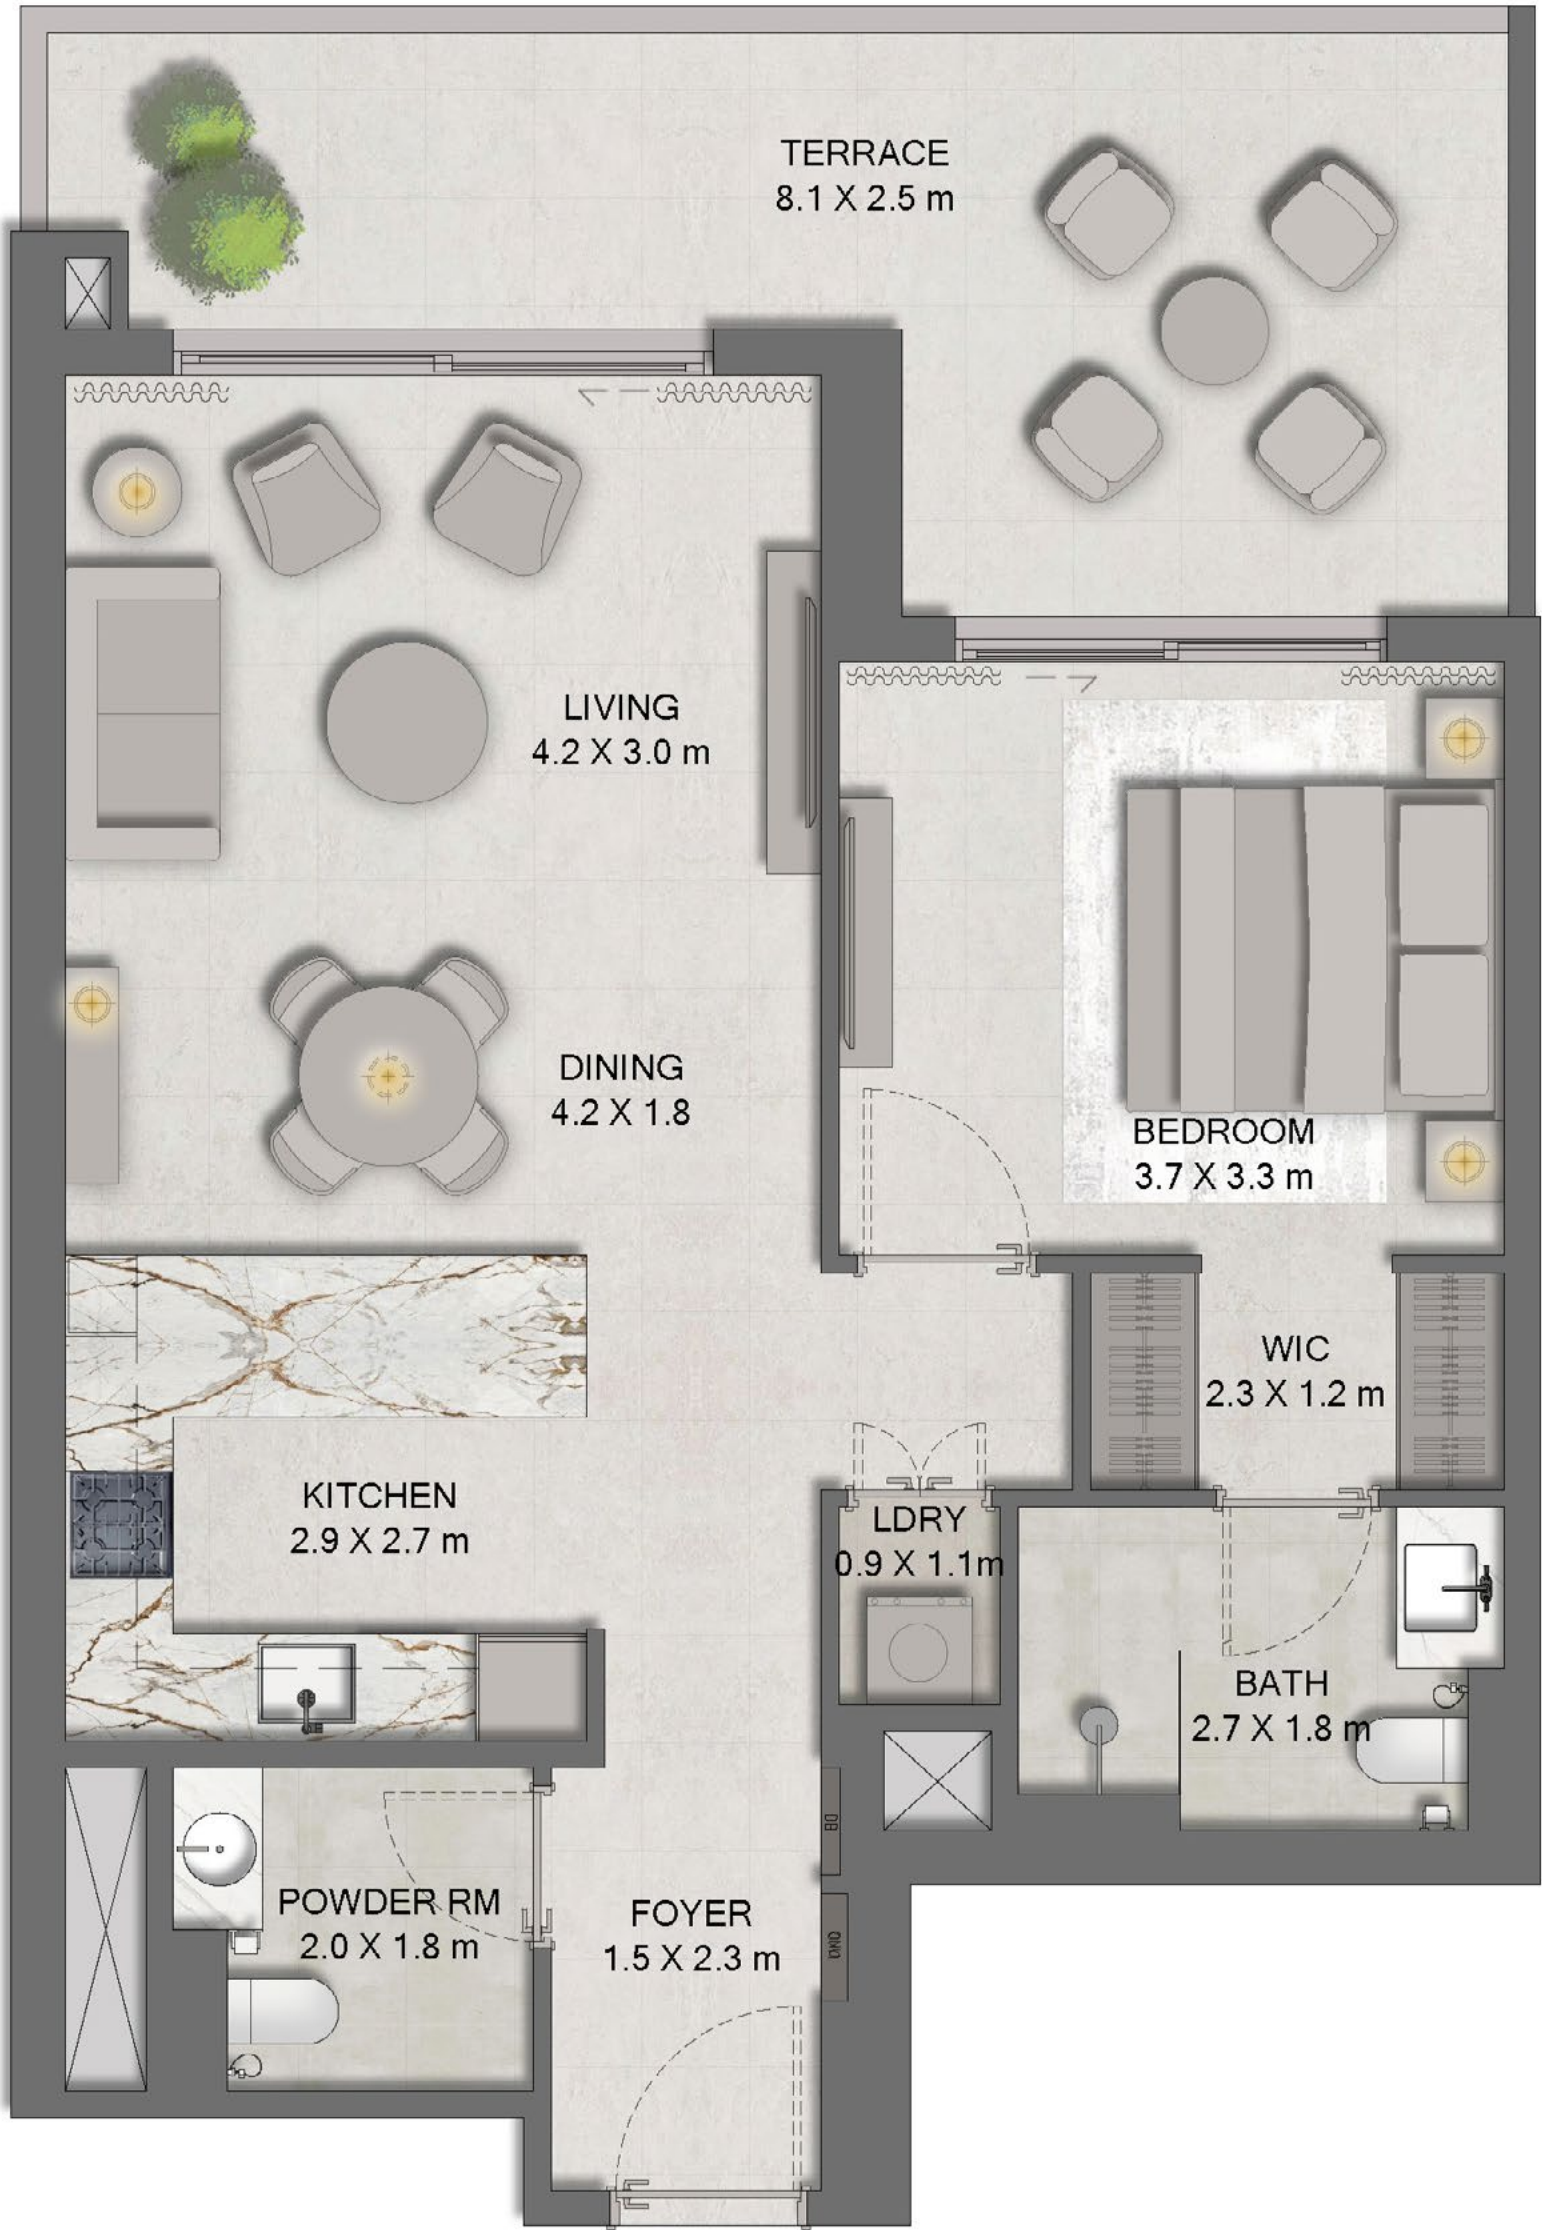 TERRACE
8.1 X 2.5 m
LIVING
4.2 X 3.0 m
DINING
4.2 X 1.8
BEDROOM
3.7 X 3.3 m
WIC
2.3 X 1.2 m
KITCHEN
2.9 X 2.7 m
LDRY
0.9 X 1.1m
BATH
2.7 X 1.8 m
DB
POWDER RM
2.0 X 1.8 m
FOYER
1.5 X 2.3 m